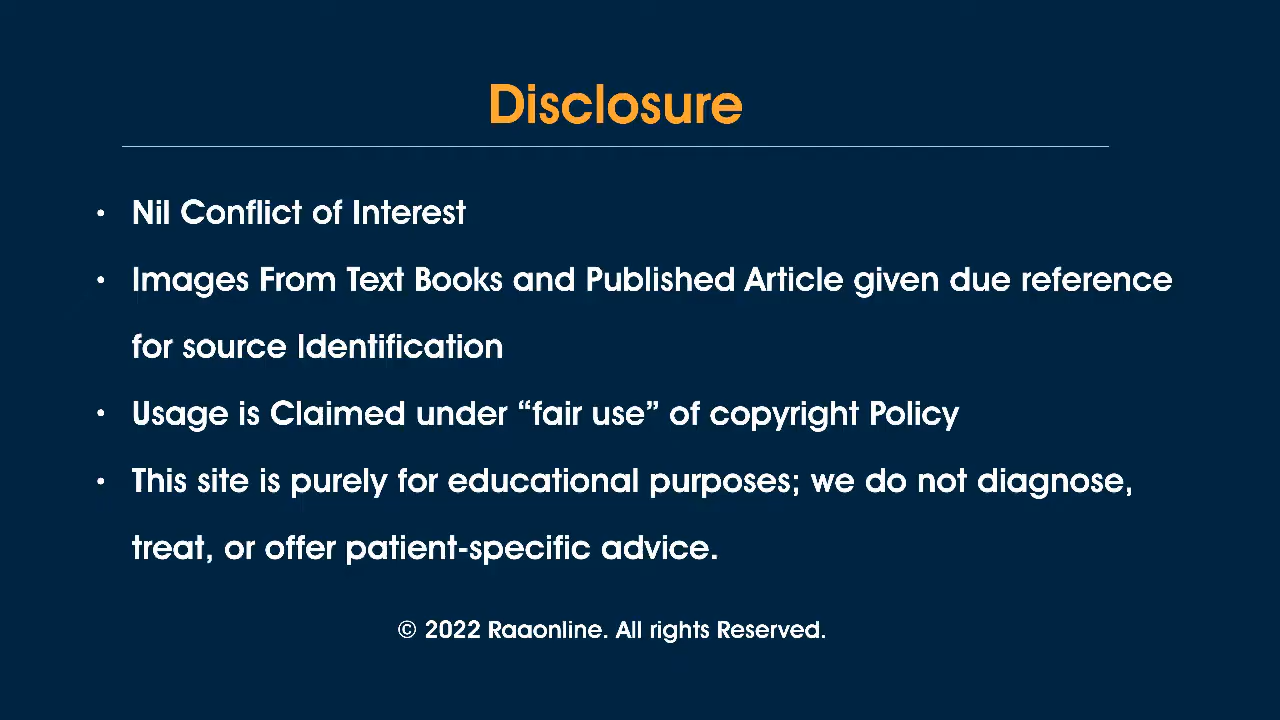 Disclosure
• Nil Conflict of Interest
• Images From Text Books and Published Article given due reference
for source Identification
• Usage is Claimed under “fair use” of copyright Policy
• This site is purely for educational purposes; we do not diagnose,
treat, or offer patient-specific advice.
© 2022 Raaonline. All rights Reserved.